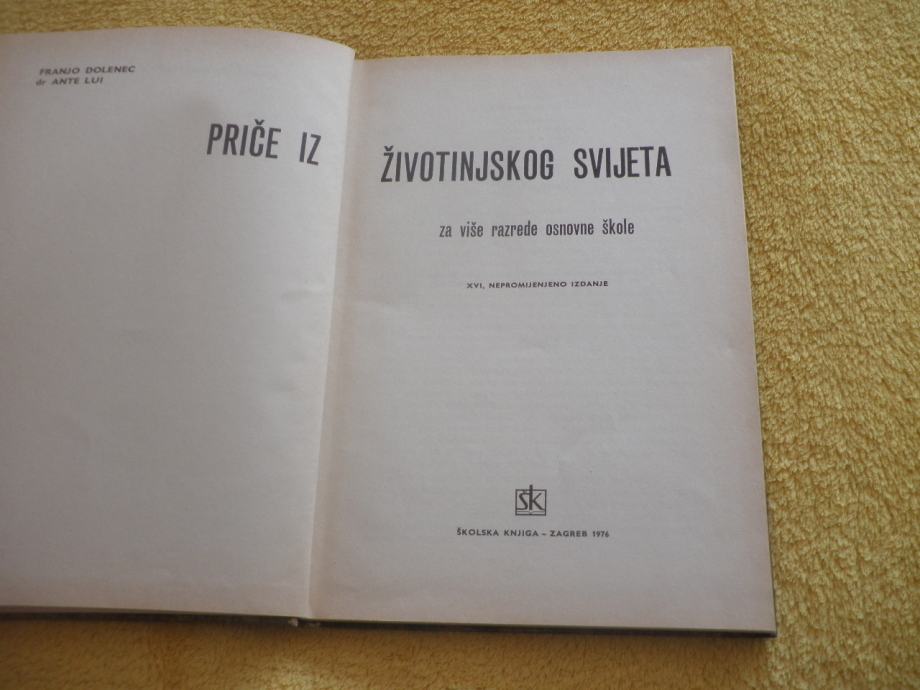 FRANJO DOLENEC
dr ANTE LUI
PRIČE IZ ŽIVOTINJSKOG SVIJETA
za više razrede osnovne škole
XVI, NEPROMIJENJENO IZDANJE
ŠK
ŠKOLSKA KNJIGA – ZAGREB 1976